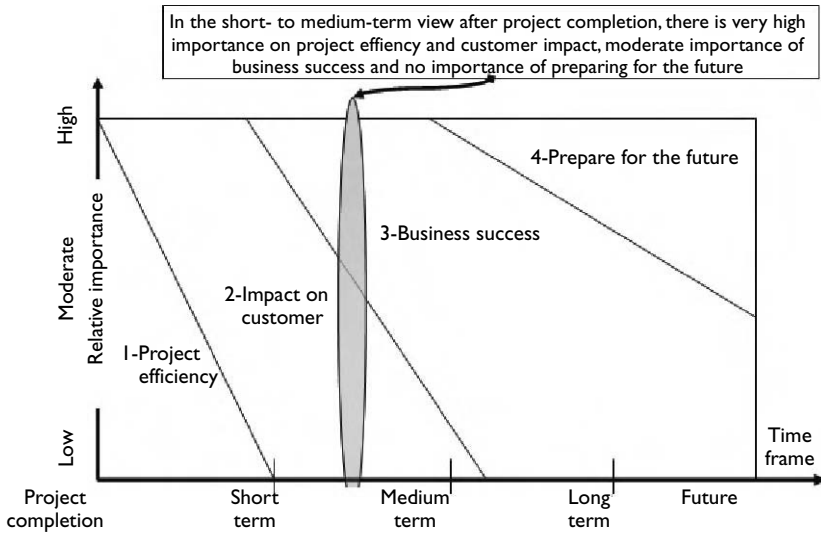 In the short- to medium-term view after project completion, there is very high
importance on project effiency and customer impact, moderate importance of
business success and no importance of preparing for the future
High
Moderate
Low
Relative importance
4-Prepare for the future
3-Business success
2-Impact on
customer
1-Project
efficiency
Time
frame
Project
completion
Short
term
Medium
term
Long
term
Future